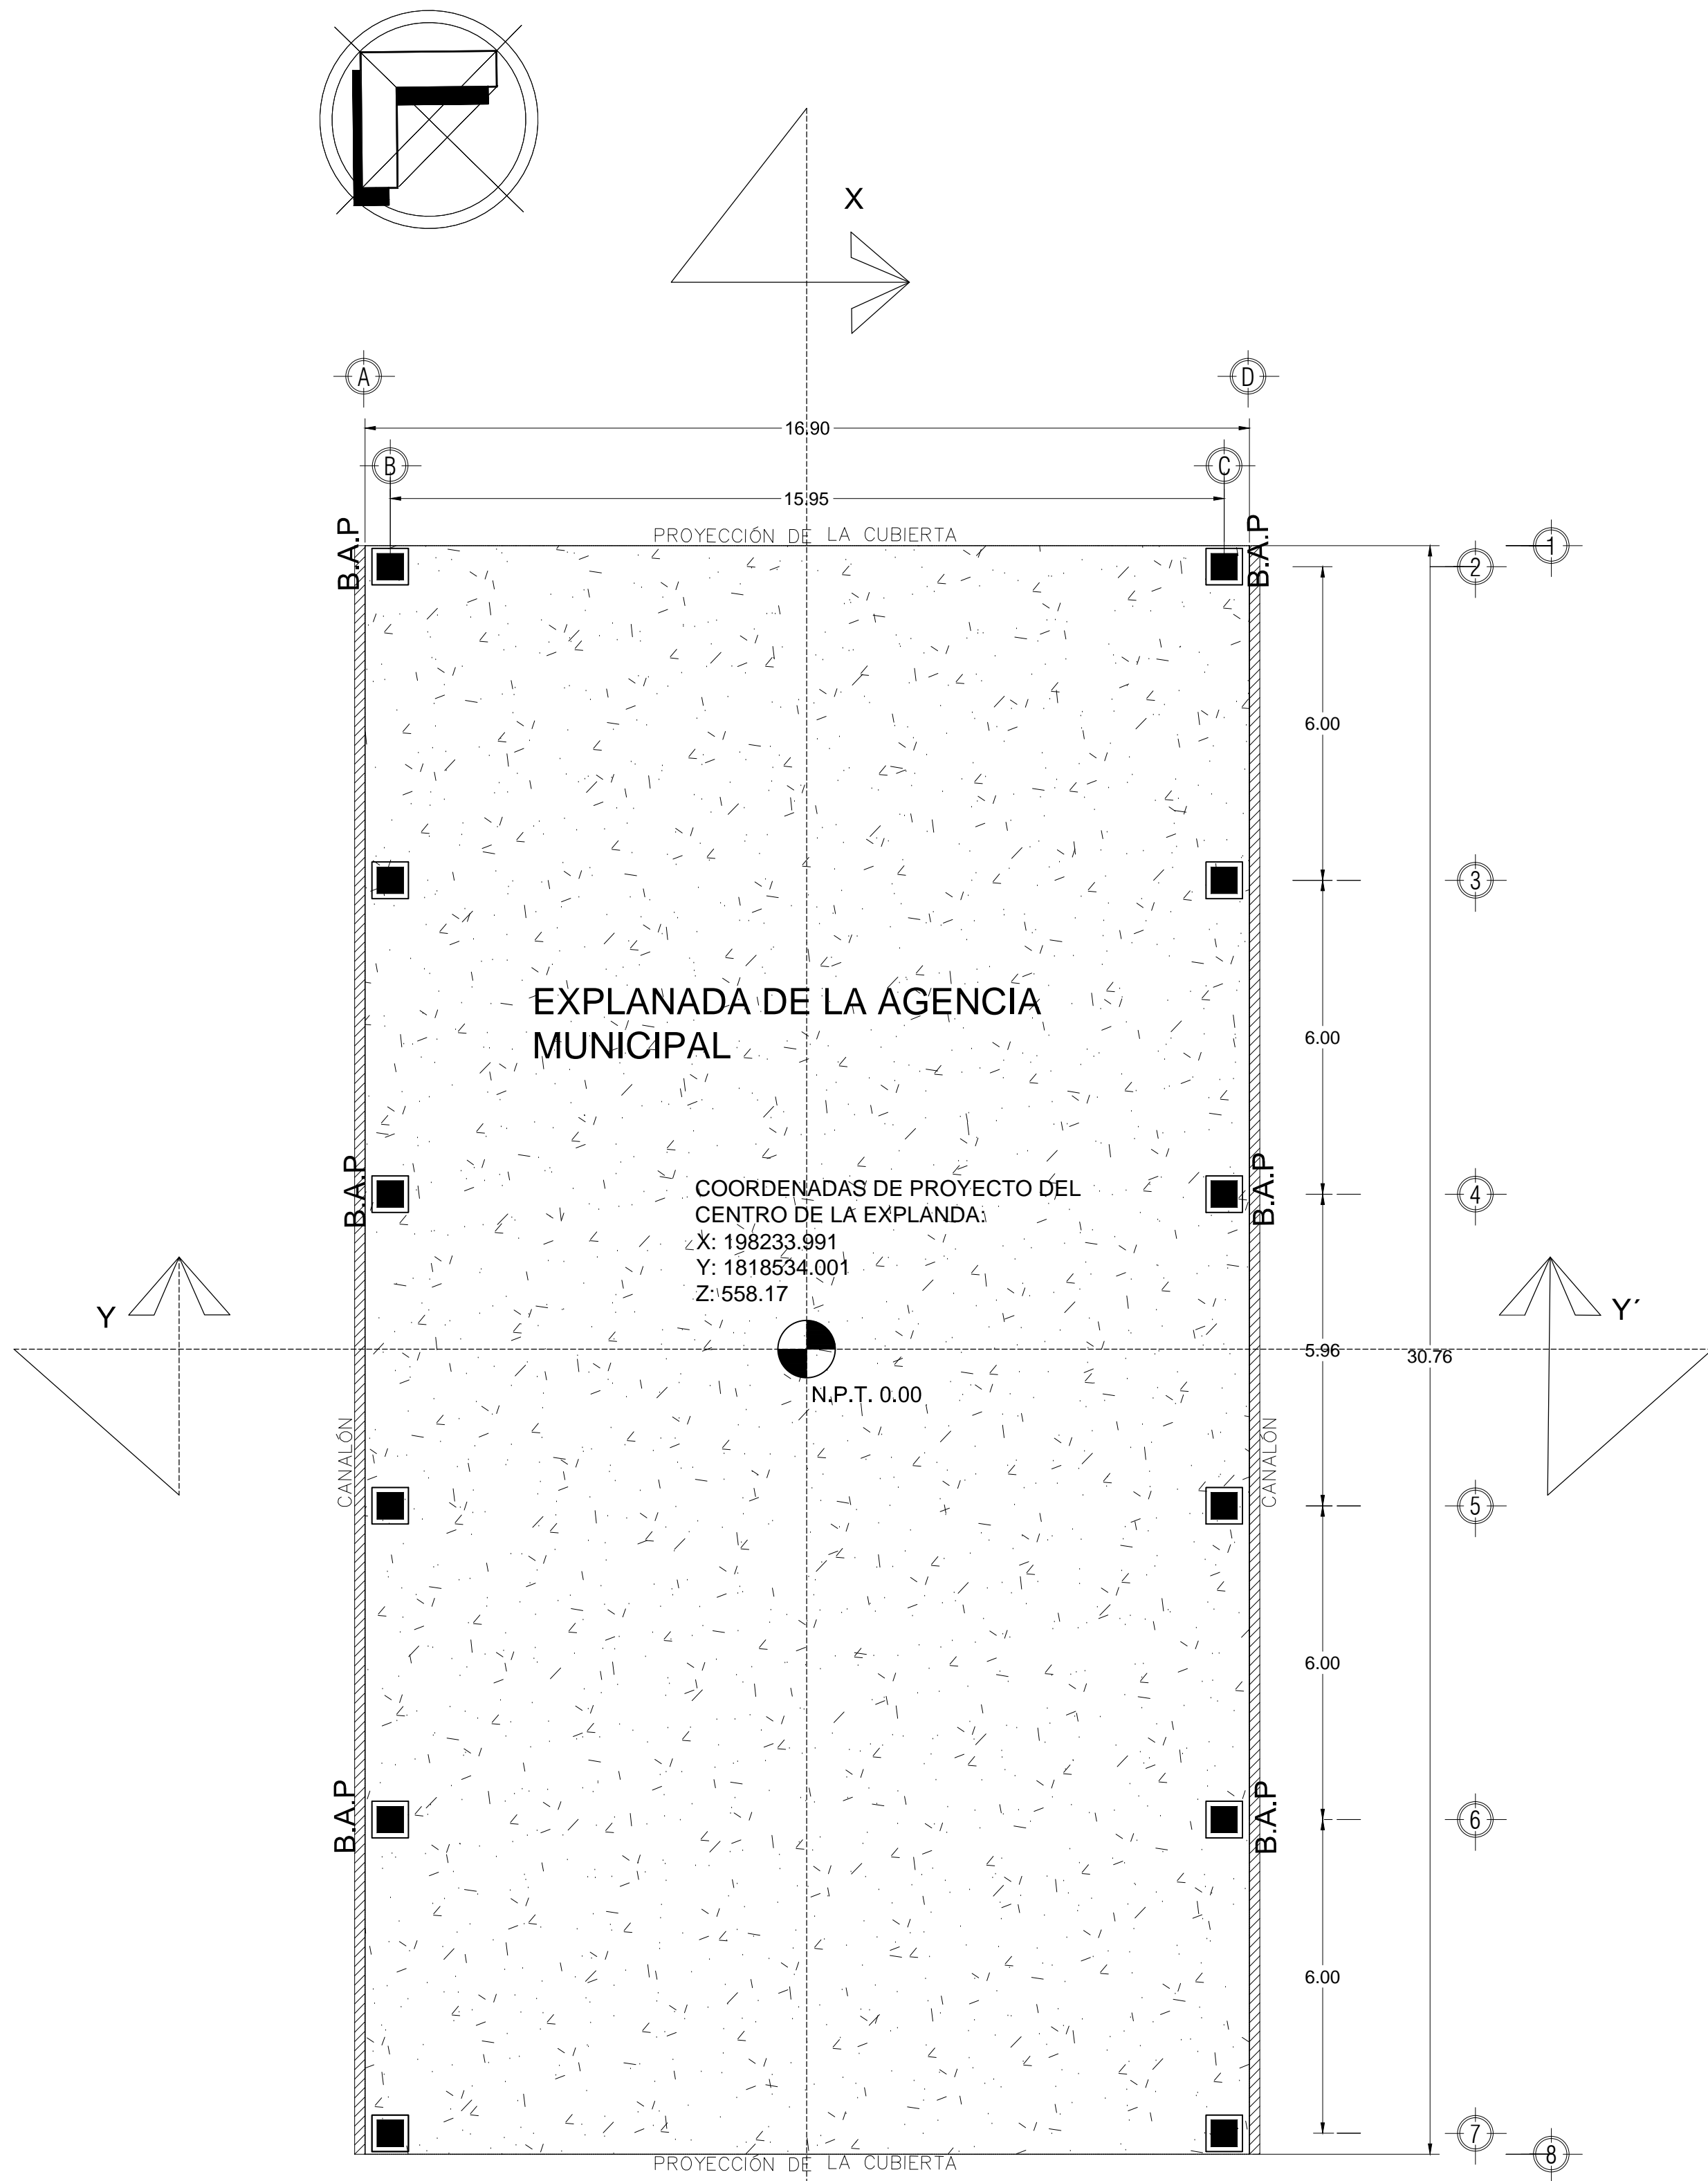 X
A
D
16.90
B
C
15.95
PROYECCIÓN DE LA CUBIERTA
B.A.P
B.A.P
1
2
6.00
3
EXPLANADA DE LA AGENCIA
MUNICIPAL
6.00
B.A.P
B.A.P
4
COORDENADAS DE PROYECTO DEL
CENTRO DE LA EXPLANDA:
X: 198233.991
Y: 1818534.001
Z: 558.17
Y
Y´
5.96
30.76
N.P.T. 0.00
CANALÓN
CANALÓN
5
6.00
B.A.P
B.A.P
6
6.00
7
8
PROYECCIÓN DE LA CUBIERTA